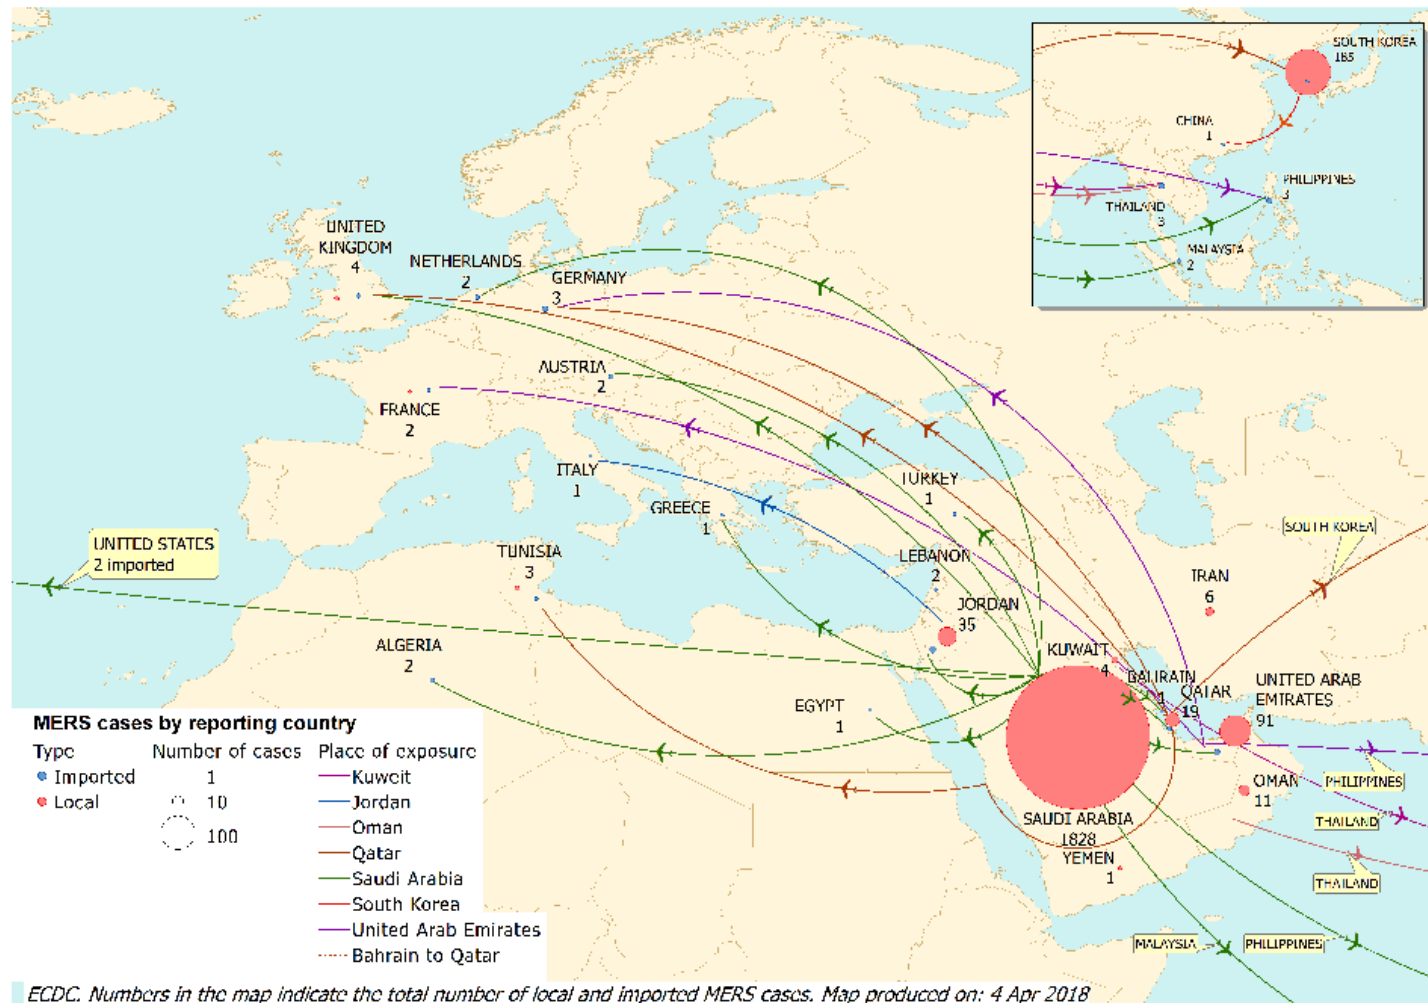 SOUTH KOREA
185
CHINA
1
PHILIPPINES
3
THAILAND
3
MALAYSIA
2
UNITED
KINGDOM
4
NETHERLANDS
2
GERMANY
3
AUSTRIA
2
FRANCE
2
ITALY
1
GREECE
1
TURKEY
1
UNITED STATES
2 imported
TUNISIA
3
LEBANON
2
SOUTH KOREA
IRAN
6
JORDAN
35
ALGERIA
2
KUWAIT
4
BAHRAIN
1
QATAR
19
UNITED ARAB
EMIRATES
91
EGYPT
1
PHILIPPINES
OMAN
11
THAILAND
SAUDI ARABIA
1828
YEMEN
1
THAILAND
MALAYSIA
PHILIPPINES
MERS cases by reporting country
Type
Imported
Local
Number of cases
1
10
100
Place of exposure
Kuweit
Jordan
Oman
Qatar
Saudi Arabia
South Korea
United Arab Emirates
Bahrain to Qatar
ECDC. Numbers in the map indicate the total number of local and imported MERS cases. Map produced on: 4 Apr 2018